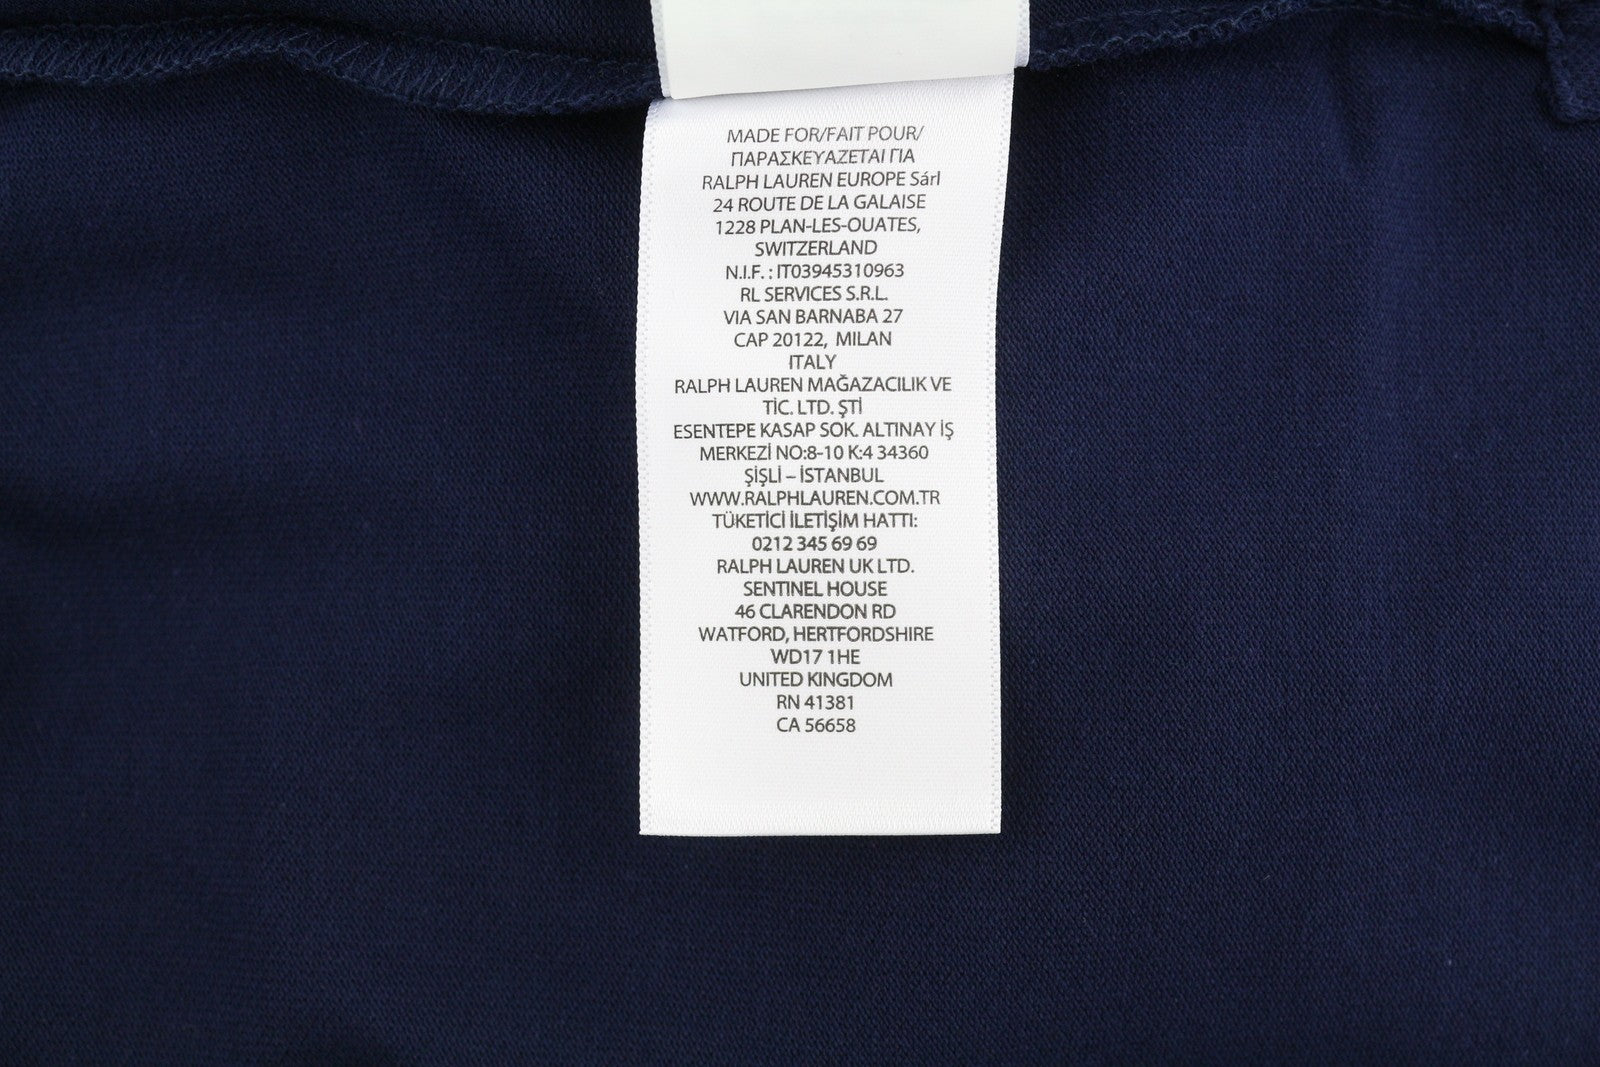 MADE FOR/FAIT POUR/
ΠΑΡΑΣΚΕΥΑΖΕΤΑΙ ΓΙΑ
RALPH LAUREN EUROPE Sárl
24 ROUTE DE LA GALAISE
1228 PLAN-LES-OUATES,
SWITZERLAND
N.I.F. : IT03945310963
RL SERVICES S.R.L.
VIA SAN BARNABA 27
CAP 20122, MILAN
ITALY
RALPH LAUREN MAĞAZACILIK VE
TİC. LTD. ŞTİ
ESENTEPE KASAP SOK. ALTINAY İŞ
MERKEZİ NO:8-10 K:4 34360
ŞİŞLİ – İSTANBUL
WWW.RALPHLAUREN.COM.TR
TÜKETİCİ İLETİŞİM HATTI:
0212 345 69 69
RALPH LAUREN UK LTD.
SENTINEL HOUSE
46 CLARENDON RD
WATFORD, HERTFORDSHIRE
WD17 1HE
UNITED KINGDOM
RN 41381
CA 56658